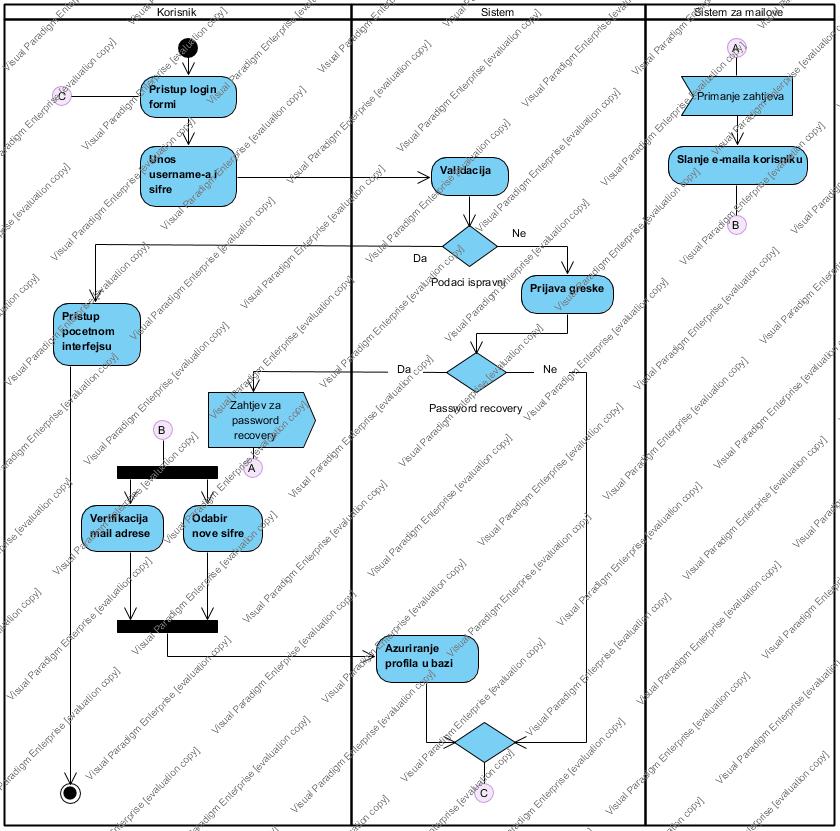 Korisnik
Sistem
Sistem za mailove
A
Pristup login
formi
C
Primanje zahtjeva
Unos
username-a i
sifre
Validacija
Slanje e-maila korisniku
B
Ne
Da
Podaci ispravni
Prijava greske
Pristup
pocetnom
interfejsu
Da
Ne
Zahtjev za
password
recovery
Password recovery
B
A
Verifikacija
mail adrese
Odabir
nove sifre
Azuriranje
profila u bazi
C
Visual Paradigm Enterprise [evaluation copy]